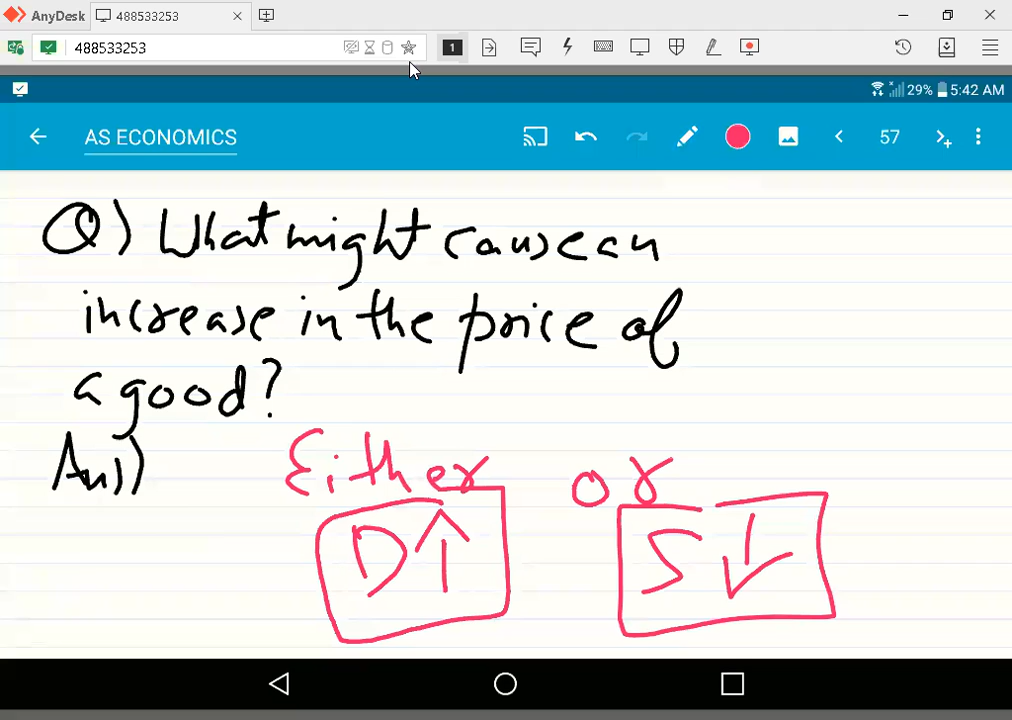 AnyDesk 488533253
488533253 1
29% 5:42 AM
AS ECONOMICS 57
Q) What might cause an
increase in the price of
a good?
Ans)
Either or
D↑ S↓